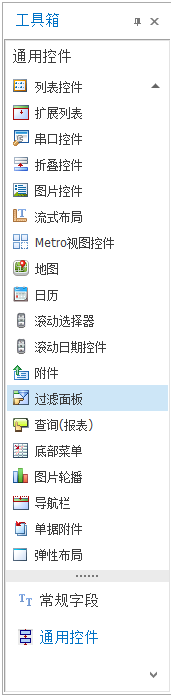 工具箱
通用控件
列表控件
扩展列表
串口控件
折叠控件
图片控件
流式布局
Metro视图控件
地图
日历
滚动选择器
滚动日期控件
附件
过滤面板
查询(报表)
底部菜单
图片轮播
导航栏
单据附件
弹性布局
常规字段
通用控件